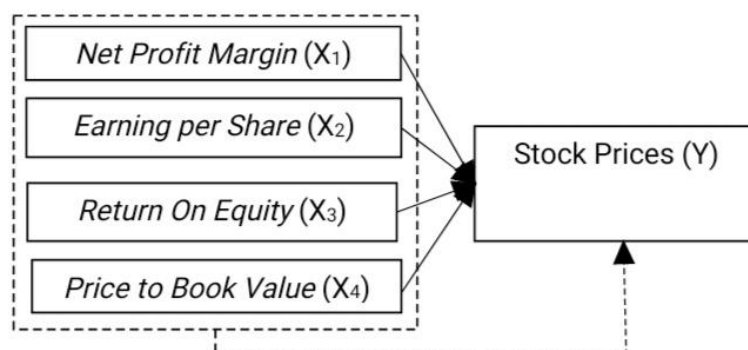 Net Profit Margin (X₁)
Earning per Share (X₂)
Return On Equity (X₃)
Price to Book Value (X₄)
Stock Prices (Y)